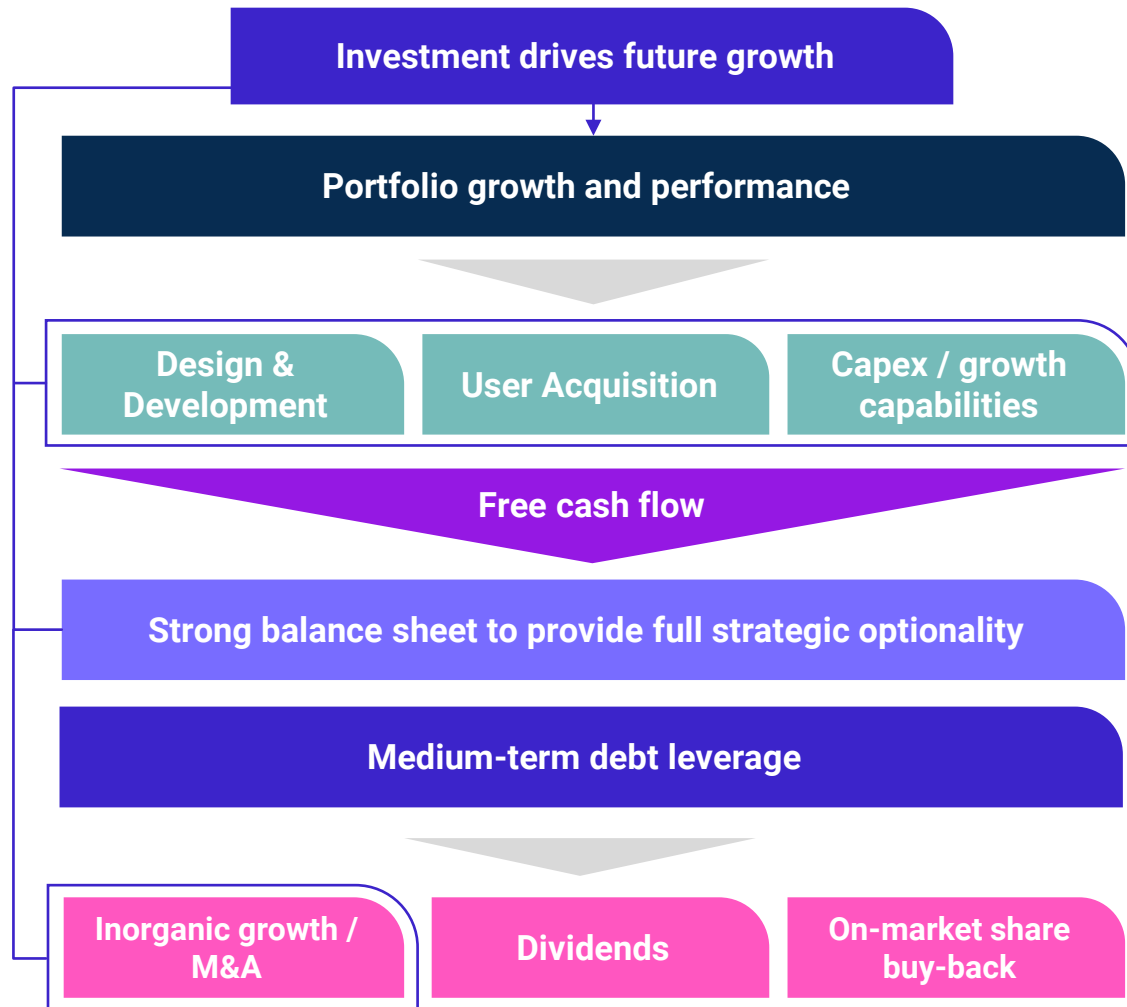 Investment drives future growth
Portfolio growth and performance
Design &
Development
User Acquisition
Capex / growth
capabilities
Free cash flow
Strong balance sheet to provide full strategic optionality
Medium-term debt leverage
Inorganic growth /
M&A
Dividends
On-market share
buy-back